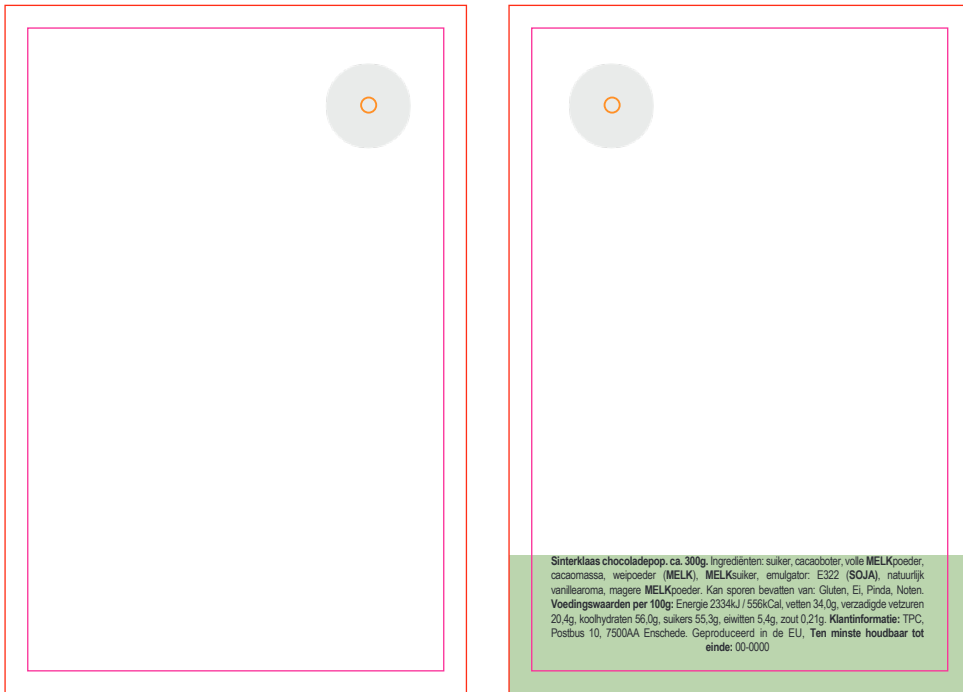 Sinterklaas chocoladepop. ca. 300g. Ingrediënten: suiker, cacaoboter, volle MELKpoeder,
cacaomassa, weipoeder (MELK), MELKsuiker, emulgator: E322 (SOJA), natuurlijk
vanillearoma, magere MELKpoeder. Kan sporen bevatten van: Gluten, Ei, Pinda, Noten.
Voedingswaarden per 100g: Energie 2334kJ / 556kCal, vetten 34,0g, verzadigde vetzuren
20,4g, koolhydraten 56,0g, suikers 55,3g, eiwitten 5,4g, zout 0,21g. Klantinformatie: TPC,
Postbus 10, 7500AA Enschede. Geproduceerd in de EU, Ten minste houdbaar tot
einde: 00-0000